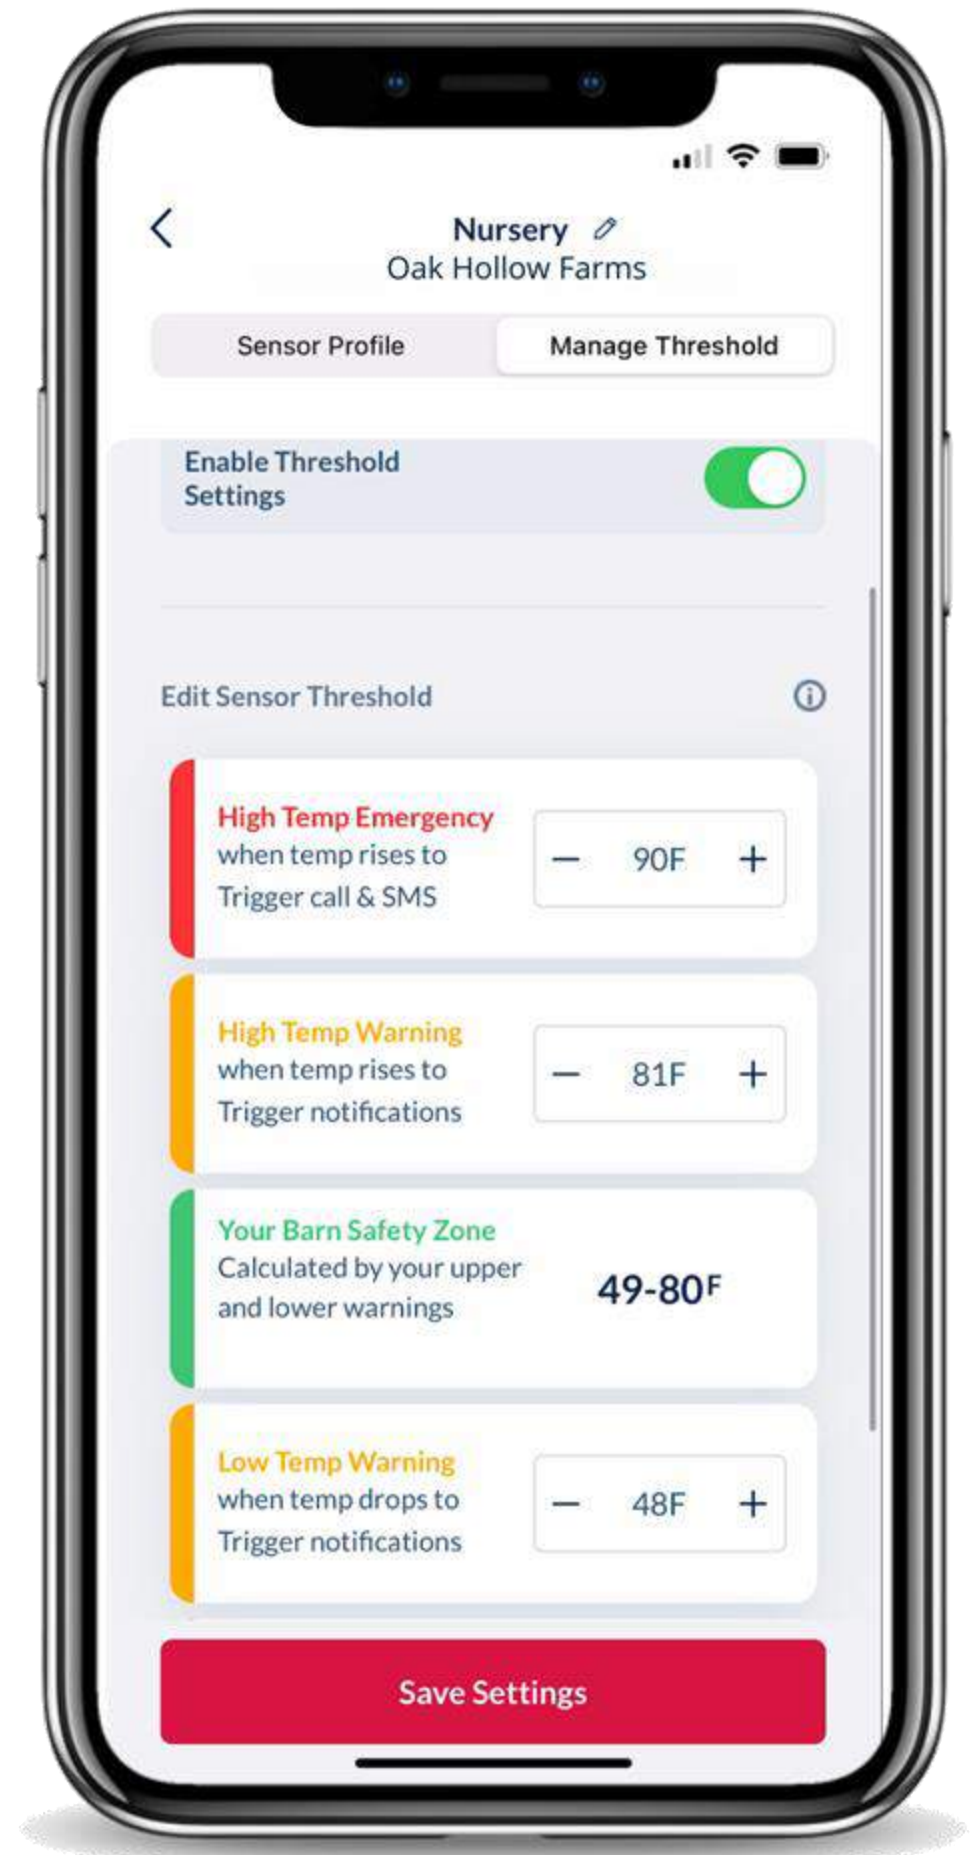 Nursery
Oak Hollow Farms
Sensor Profile
Manage Threshold
Enable Threshold
Settings
Edit Sensor Threshold
High Temp Emergency
when temp rises to
Trigger call & SMS
− 90F +
High Temp Warning
when temp rises to
Trigger notifications
− 81F +
Your Barn Safety Zone
Calculated by your upper
and lower warnings
49-80F
Low Temp Warning
when temp drops to
Trigger notifications
− 48F +
Save Settings